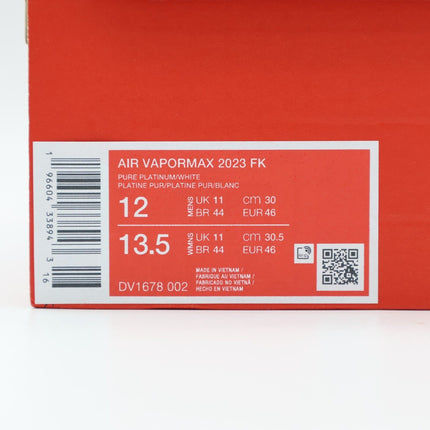 AIR VAPORMAX 2023 FK
PURE PLATINUM/WHITE
PLATINE PUR/PLATINE PUR/BLANC
12 MENS UK 11 CM 30
BR 44 EUR 46
13.5 WMNS UK 11 CM 30.5
BR 44 EUR 46
MADE IN VIETNAM /
FABRIQUE AU VIETNAM /
FABBRICATO NO VIETNÃ /
HECHO EN VIETNAM
DV1678 002
1 96604 33894 3 16